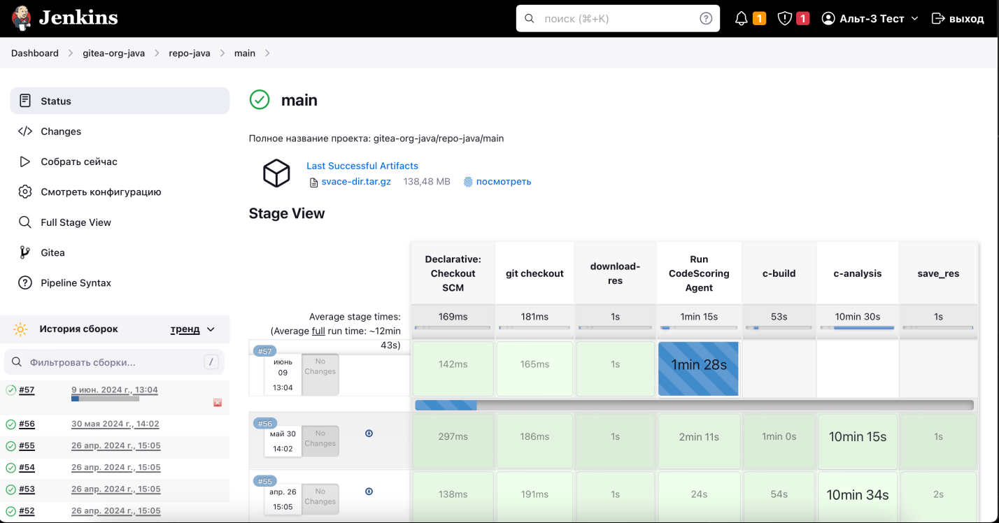 Jenkins
поиск (⌘+K)
1
1
Альт-3 Тест
выход
Dashboard
gitea-org-java
repo-java
main
Status
Changes
Собрать сейчас
Смотреть конфигурацию
Full Stage View
Gitea
Pipeline Syntax
История сборок
тренд
Фильтровать сборки...
/
#57 9 июн. 2024 г., 13:04
#56 30 мая 2024 г., 14:02
#55 26 апр. 2024 г., 15:05
#54 26 апр. 2024 г., 15:05
#53 26 апр. 2024 г., 15:05
#52 26 апр. 2024 г., 15:05
main
Полное название проекта: gitea-org-java/repo-java/main
Last Successful Artifacts
svace-dir.tar.gz 138,48 MB посмотреть
Stage View
Declarative:
Checkout
SCM
git checkout
download-
res
Run
CodeScoring
Agent
c-build
c-analysis
save_res
Average stage times:
(Average full run time: ~12min
43s)
169ms 181ms 1s 1min 15s 53s 10min 30s 1s
#57
июнь
09
13:04
No
Changes
142ms 165ms 1s 1min 28s
#56
май 30
14:02
No
Changes
297ms 186ms 1s 2min 11s 1min 0s 10min 15s 1s
#55
апр. 26
15:05
No
Changes
138ms 191ms 1s 24s 54s 10min 34s 2s